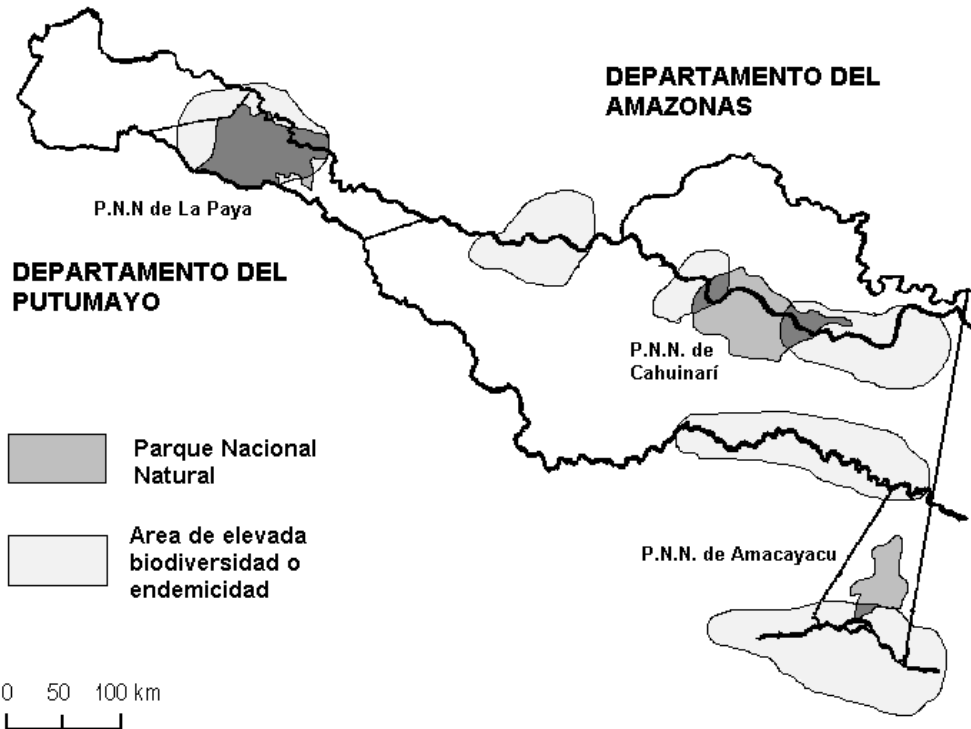 DEPARTAMENTO DEL
AMAZONAS
P.N.N de La Paya
DEPARTAMENTO DEL
PUTUMAYO
P.N.N. de
Cahuinarí
Parque Nacional
Natural
Area de elevada
biodiversidad o
endemicidad
P.N.N. de Amacayacu
0 50 100 km